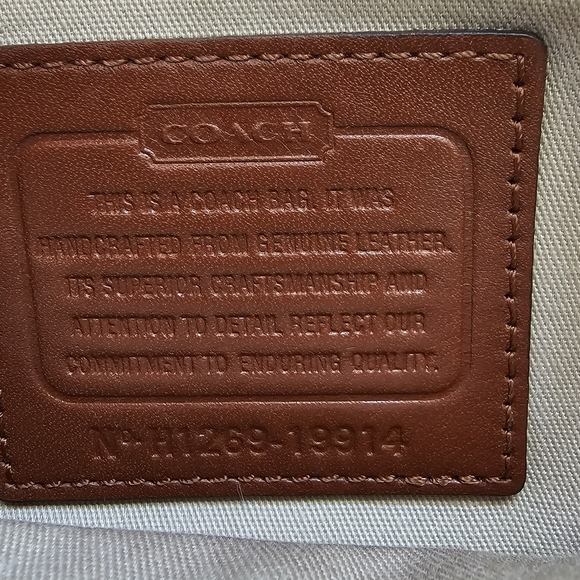 COACH
THIS IS A COACH BAG. IT WAS
HANDCRAFTED FROM GENUINE LEATHER.
ITS SUPERIOR CRAFTSMANSHIP AND
ATTENTION TO DETAIL REFLECT OUR
COMMITMENT TO ENDURING QUALITY.
Nº H1269-19914